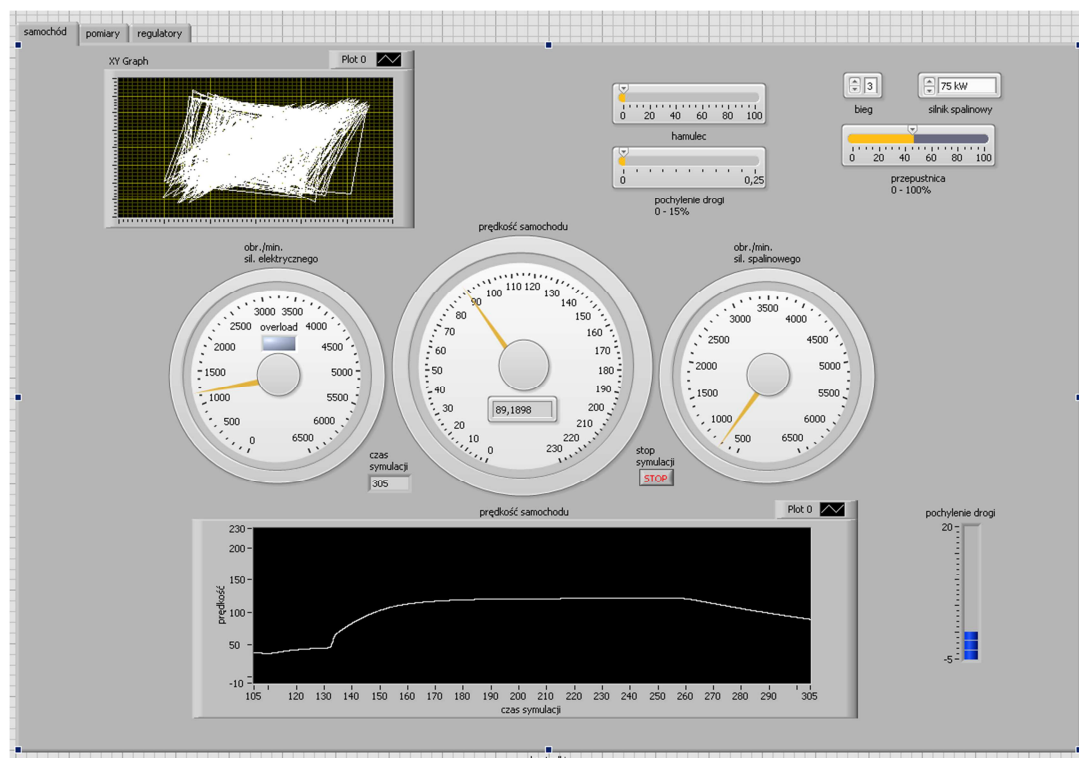 samochód pomiary regulatory
XY Graph
Plot 0
0 20 40 60 80 100
hamulec
0 0,25
pochylenie drogi
0 - 15%
3
bieg
75 kW
silnik spalinowy
0 20 40 60 80 100
przepustnica
0 - 100%
obr./min.
sil. elektrycznego
0 500 1000 1500 2000 2500 3000 3500 4000 4500 5000 5500 6000 6500
overload
prędkość samochodu
0 10 20 30 40 50 60 70 80 90 100 110 120 130 140 150 160 170 180 190 200 210 220 230
89,1898
obr./min.
sil. spalinowego
500 1000 1500 2000 2500 3000 3500 4000 4500 5000 5500 6000 6500
czas
symulacji
305
stop
symulacji
STOP
prędkość samochodu
Plot 0
prędkość
230
200
150
100
50
-10
105 120 130 140 150 160 170 180 190 200 210 220 230 240 250 260 270 280 290 305
czas symulacji
pochylenie drogi
20
-5